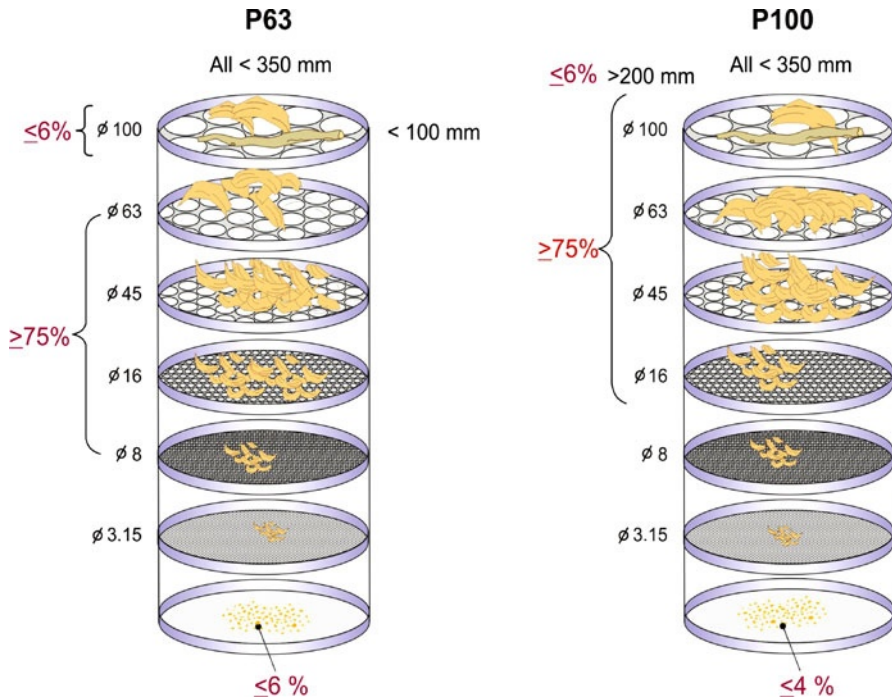 P63
All < 350 mm
≤6%
ϕ 100
< 100 mm
ϕ 63
ϕ 45
≥75%
ϕ 16
ϕ 8
ϕ 3.15
≤6 %
P100
≤6% >200 mm
All < 350 mm
ϕ 100
ϕ 63
≥75%
ϕ 45
ϕ 16
ϕ 8
ϕ 3.15
≤4 %